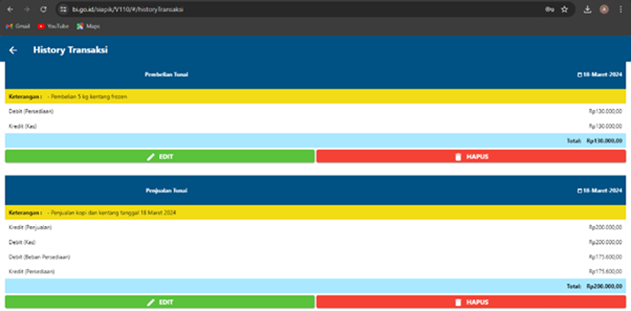 bi.go.id/siapik/V110/#/historyTransaksi
Gmail YouTube Maps
History Transaksi
Pembelian Tunai 18-Maret-2024
Keterangan : - Pembelian 5 kg kentang frozen
Debit (Persediaan) Rp130.000,00
Kredit (Kas) Rp130.000,00
Total: Rp130.000,00
EDIT HAPUS
Penjualan Tunai 18-Maret-2024
Keterangan : - Penjualan kopi dan kentang tanggal 18 Maret 2024
Kredit (Penjualan) Rp200.000,00
Debit (Kas) Rp200.000,00
Debit (Beban Persediaan) Rp175.600,00
Kredit (Persediaan) Rp175.600,00
Total: Rp200.000,00
EDIT HAPUS